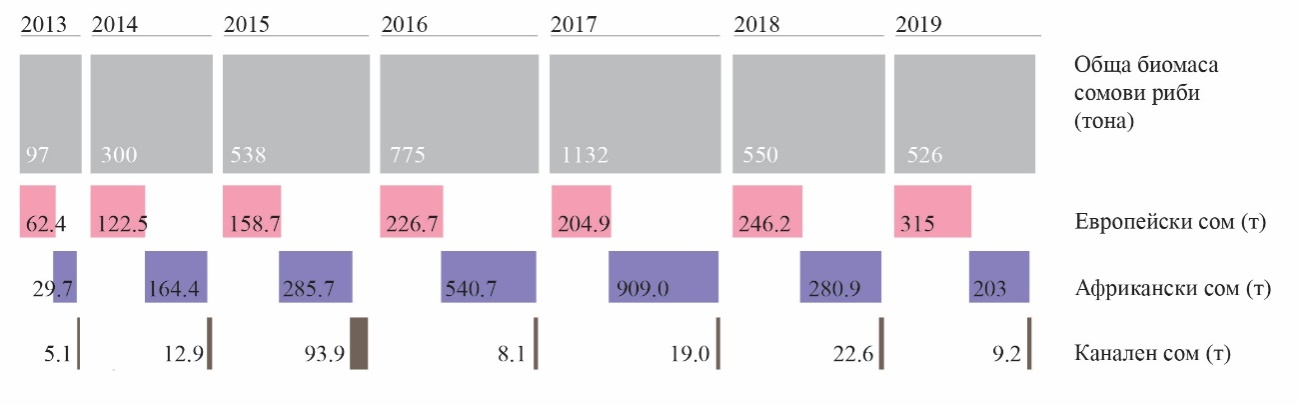 2013 2014 2015 2016 2017 2018 2019
Обща биомаса
сомови риби
(тона)
97 300 538 775 1132 550 526
62.4 122.5 158.7 226.7 204.9 246.2 315 Европейски сом (т)
29.7 164.4 285.7 540.7 909.0 280.9 203 Африкански сом (т)
5.1 12.9 93.9 8.1 19.0 22.6 9.2 Канален сом (т)